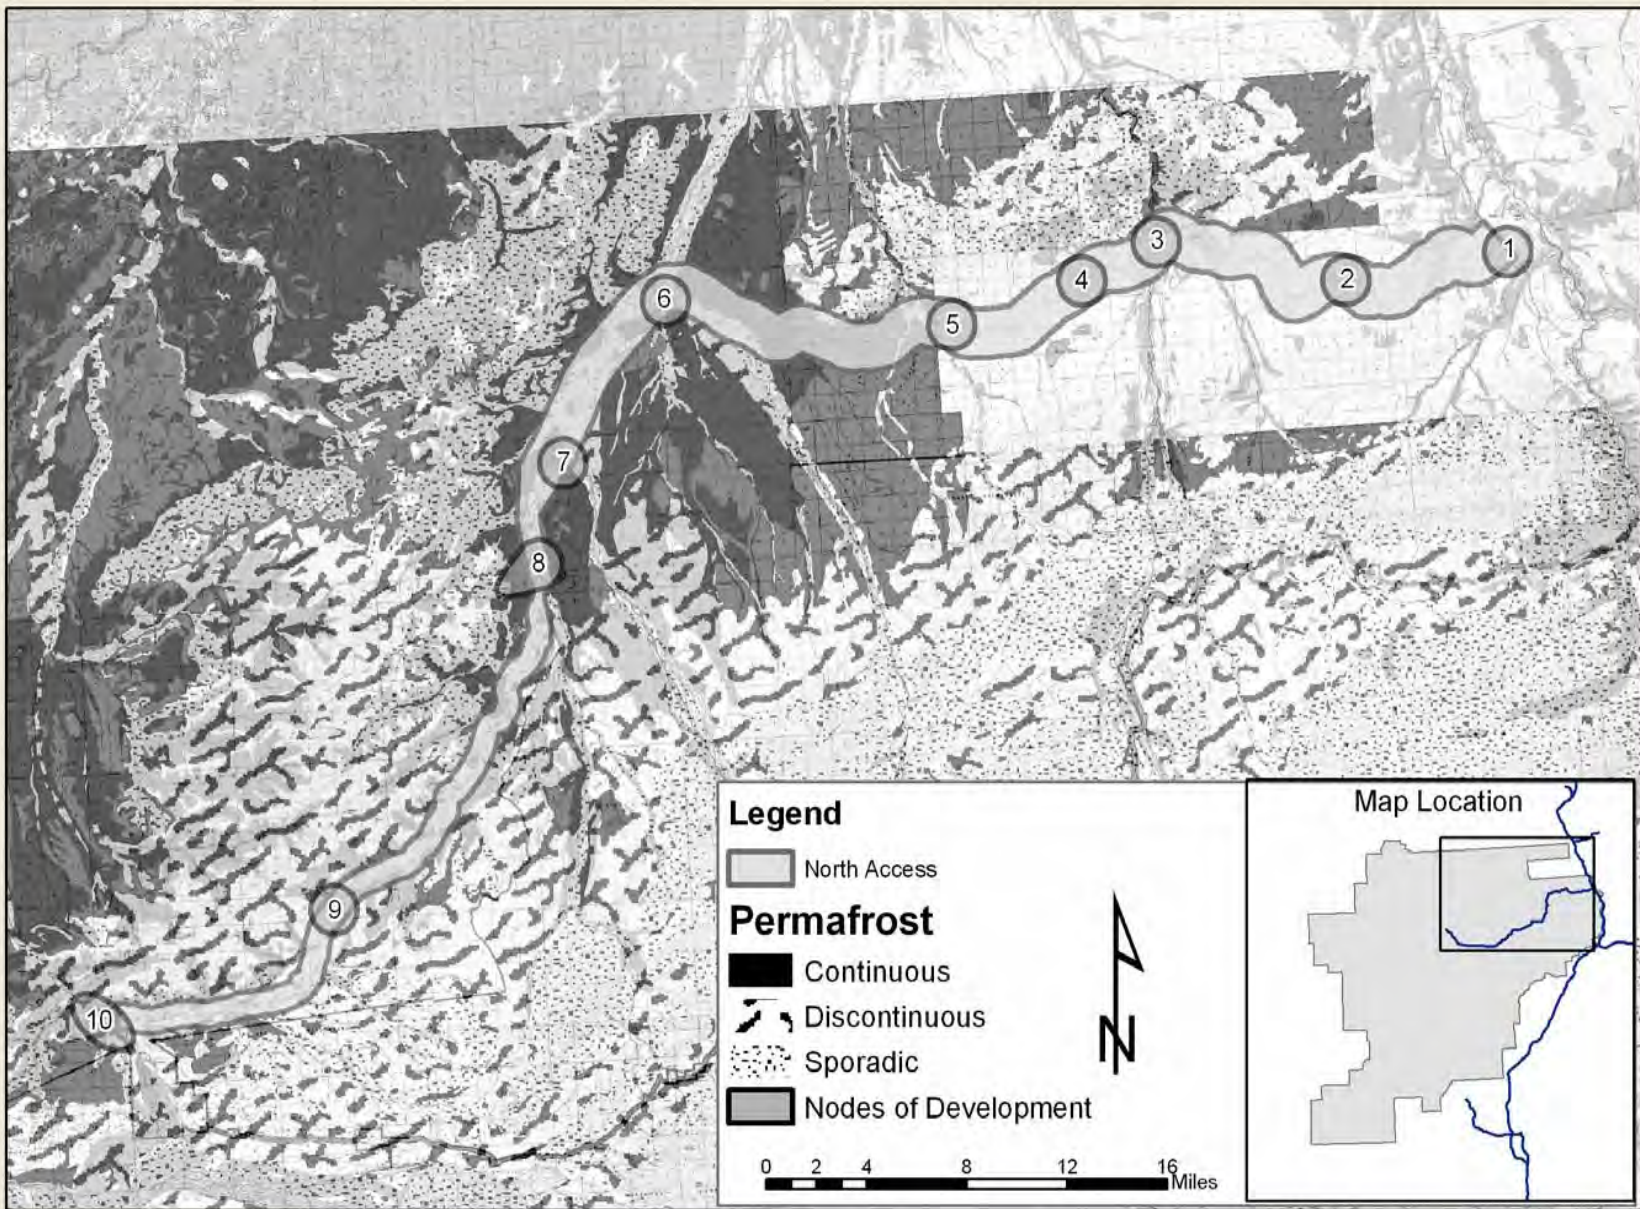 3
1
4
2
6
5
7
8
9
10
Legend
North Access
Permafrost
Continuous
Discontinuous
Sporadic
Nodes of Development
N
0 2 4 8 12 16
Miles
Map Location